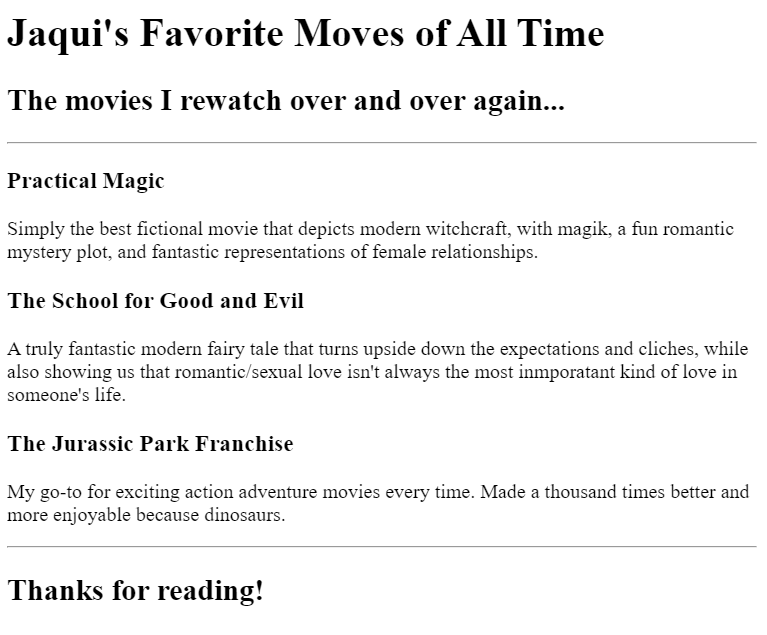 Jaqui's Favorite Moves of All Time
The movies I rewatch over and over again...
Practical Magic
Simply the best fictional movie that depicts modern witchcraft, with magik, a fun romantic
mystery plot, and fantastic representations of female relationships.
The School for Good and Evil
A truly fantastic modern fairy tale that turns upside down the expectations and cliches, while
also showing us that romantic/sexual love isn't always the most inmporatant kind of love in
someone's life.
The Jurassic Park Franchise
My go-to for exciting action adventure movies every time. Made a thousand times better and
more enjoyable because dinosaurs.
Thanks for reading!